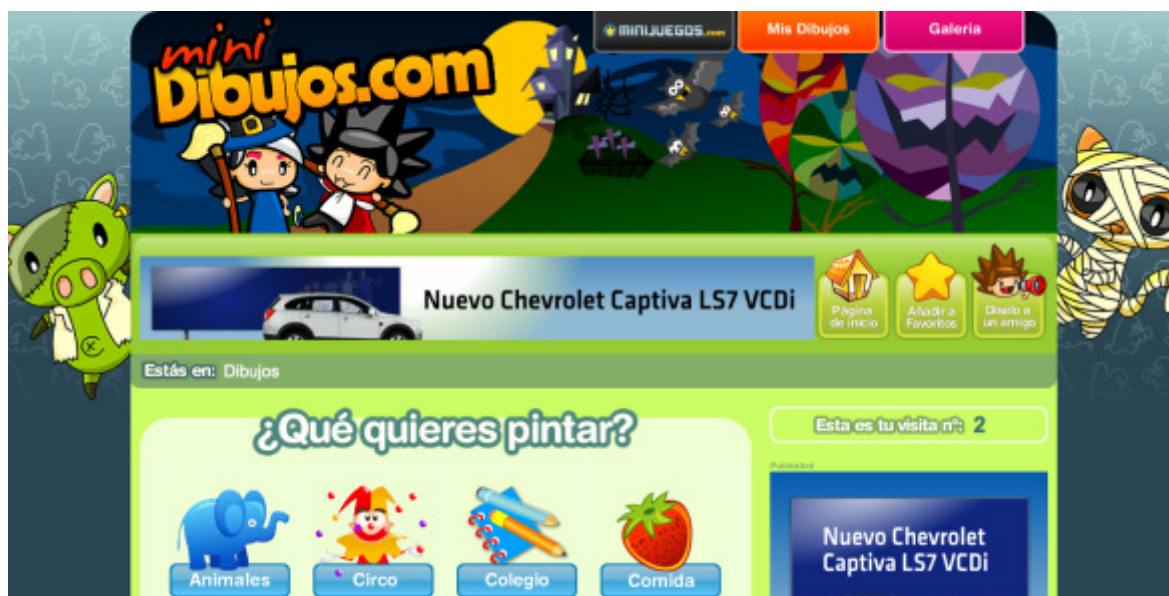 mini
Dibujos.com
MINIJUEGOS.com
Mis Dibujos
Galeria
Nuevo Chevrolet Captiva LS7 VCDi
Página
de inicio
Añadir a
Favoritos
Díselo a
un amigo
Estás en: Dibujos
¿Qué quieres pintar?
Esta es tu visita nº: 2
Publicidad
Animales
Circo
Colegio
Comida
Nuevo Chevrolet
Captiva LS7 VCDi